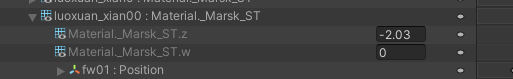 luoxuan_xian00 : Material._Marsk_ST
Material._Marsk_ST.z -2.03
Material._Marsk_ST.w 0
fw01 : Position